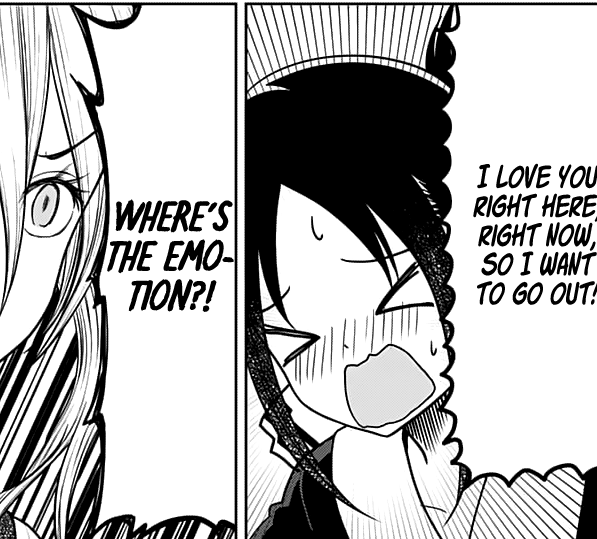 I LOVE YOU
RIGHT HERE,
RIGHT NOW,
SO I WANT
TO GO OUT!
WHERE'S
THE EMO-
TION?!